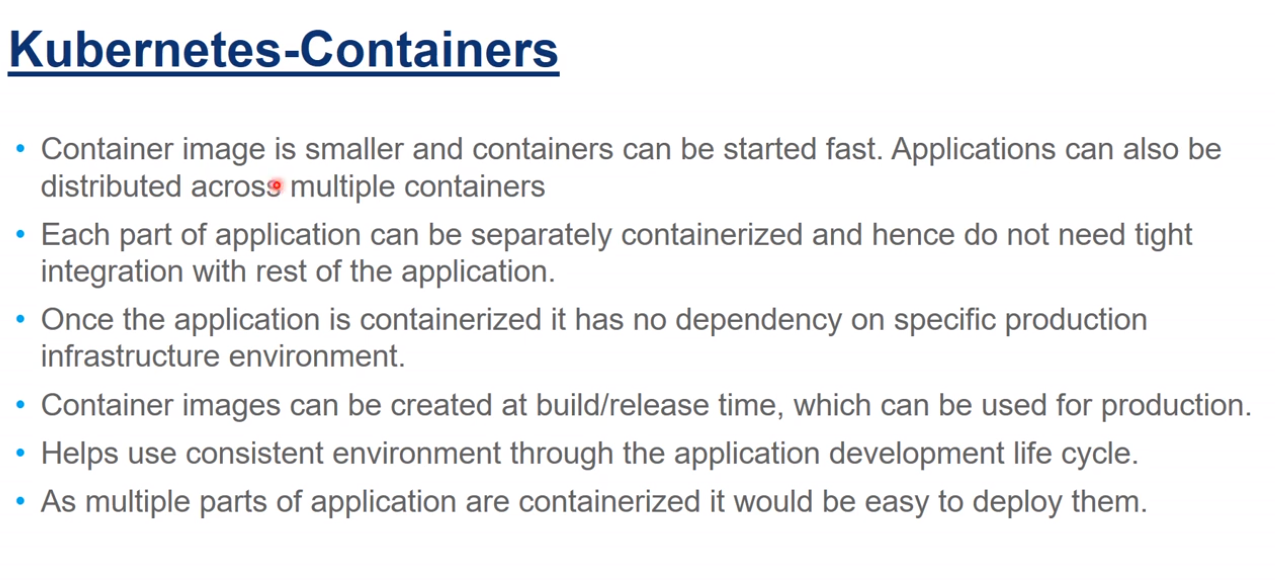 Kubernetes-Containers
• Container image is smaller and containers can be started fast. Applications can also be
distributed across multiple containers
• Each part of application can be separately containerized and hence do not need tight
integration with rest of the application.
• Once the application is containerized it has no dependency on specific production
infrastructure environment.
• Container images can be created at build/release time, which can be used for production.
• Helps use consistent environment through the application development life cycle.
• As multiple parts of application are containerized it would be easy to deploy them.